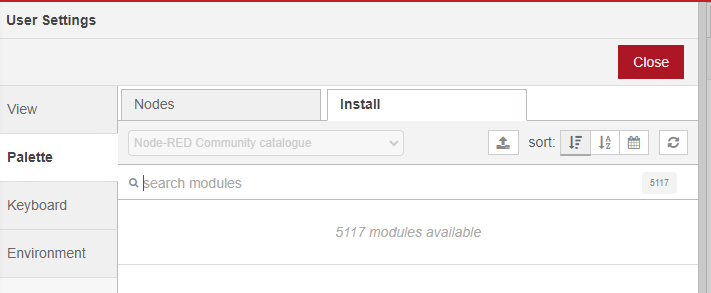 User Settings
Close
View
Nodes
Install
Node-RED Community catalogue
sort:
Palette
search modules
5117
Keyboard
5117 modules available
Environment